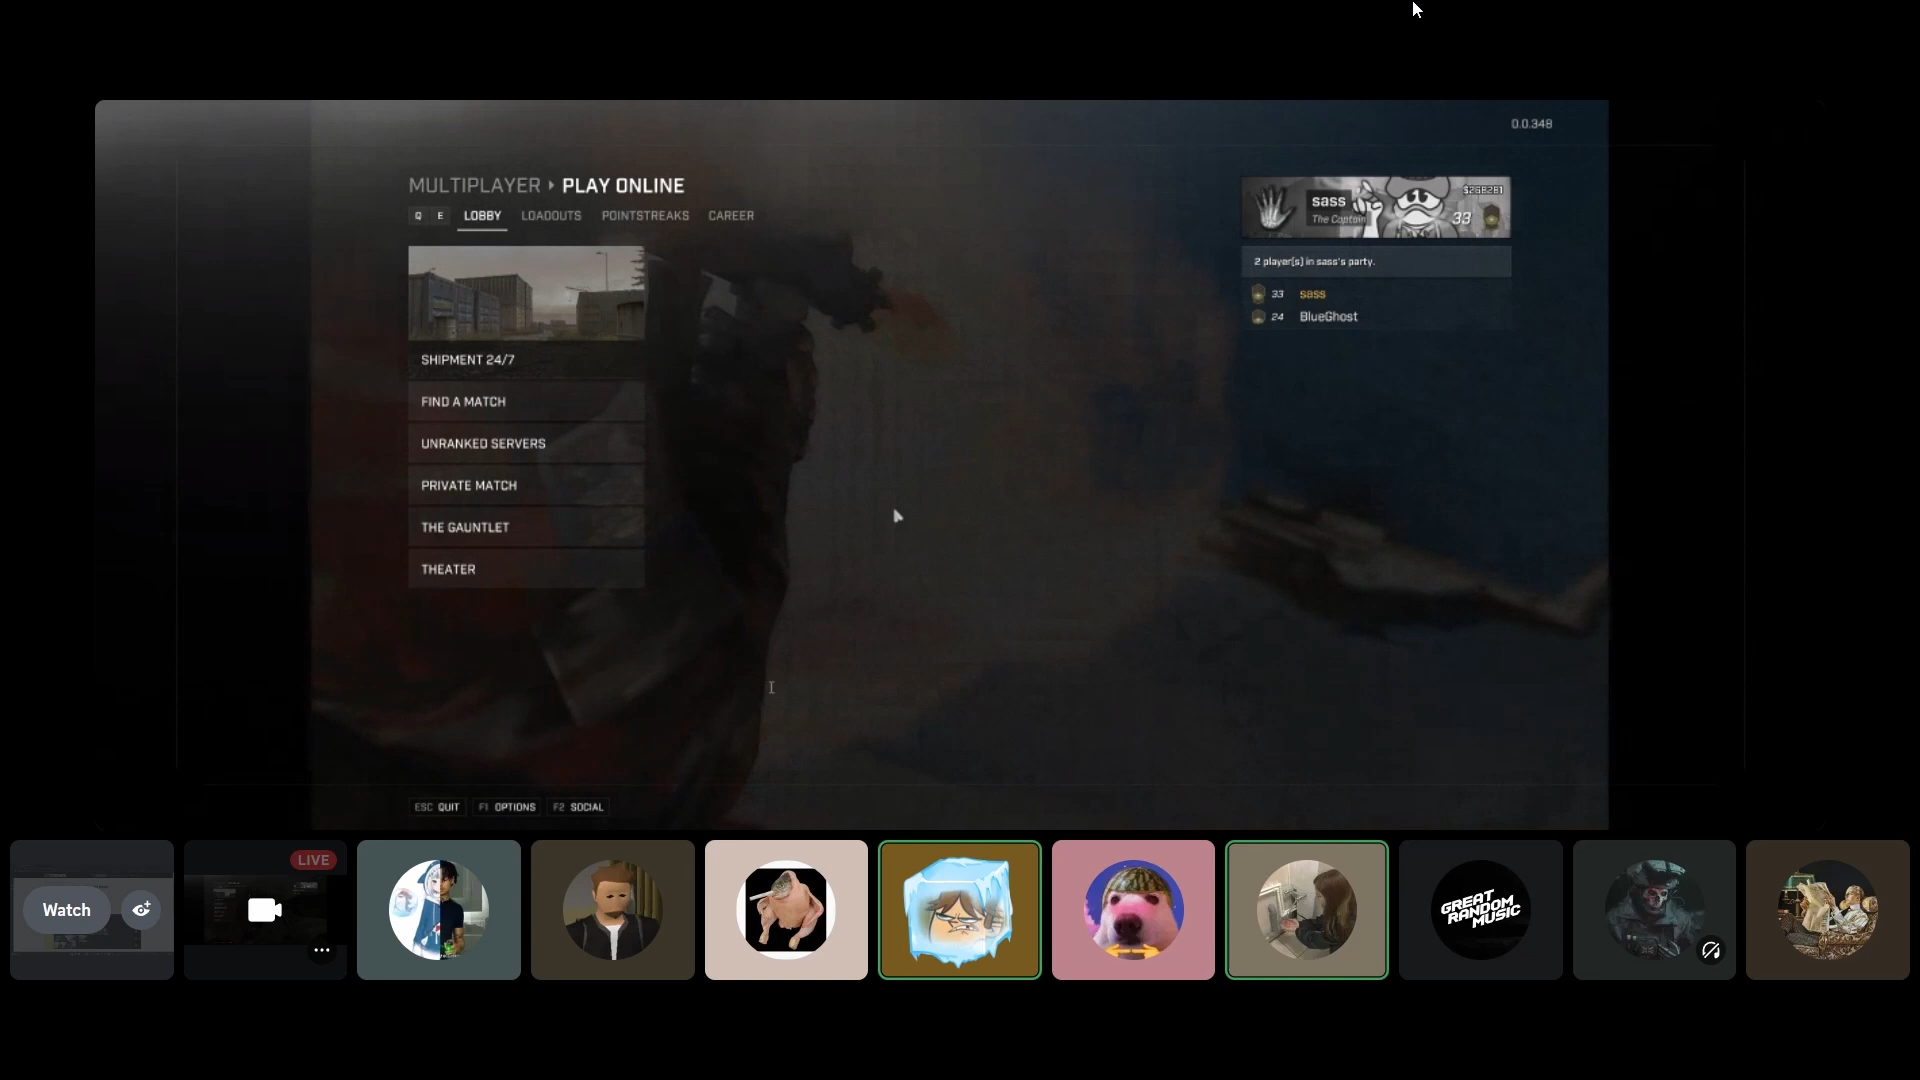 0.0.348
MULTIPLAYER ▸ PLAY ONLINE
Q E LOBBY LOADOUTS POINTSTREAKS CAREER
SHIPMENT 24/7
FIND A MATCH
UNRANKED SERVERS
PRIVATE MATCH
THE GAUNTLET
THEATER
$268281
sass
The Captain
33
2 player(s) in sass's party.
33 sass
24 BlueGhost
ESC QUIT F1 OPTIONS F2 SOCIAL
Watch
LIVE
GREAT
RANDOM
MUSIC